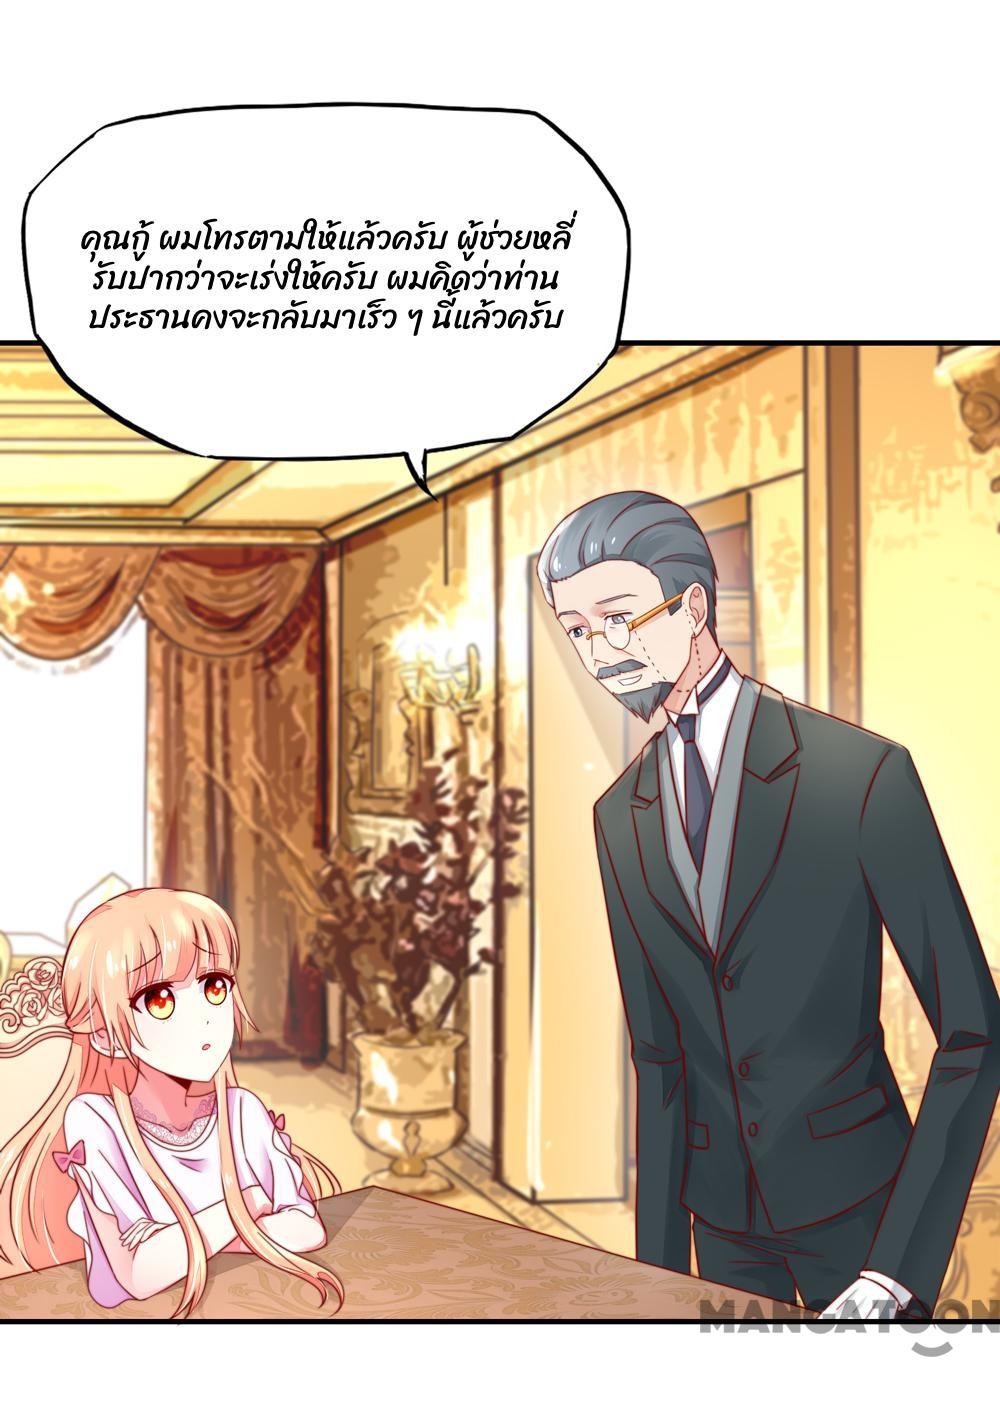 คุณกู้ ผมโทรตามให้แล้วครับ ผู้ช่วยหลี่
รับปากว่าจะเร่งให้ครับ ผมคิดว่าท่าน
ประธานคงจะกลับมาเร็ว ๆ นี้แล้วครับ
MANGATOON